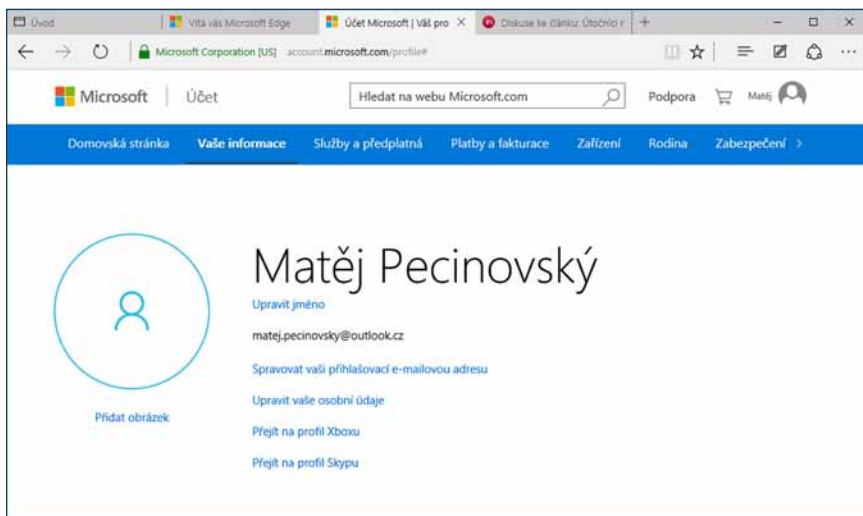 Úvod Vítá vás Microsoft Edge Účet Microsoft | Váš pro Diskuse ke článku: Útočníci r
Microsoft Corporation [US] account.microsoft.com/profile#
Microsoft Účet Hledat na webu Microsoft.com Podpora Matěj
Domovská stránka Vaše informace Služby a předplatná Platby a fakturace Zařízení Rodina Zabezpečení
Matěj Pecinovský
Upravit jméno
matej.pecinovsky@outlook.cz
Spravovat vaši přihlašovací e-mailovou adresu
Upravit vaše osobní údaje
Přidat obrázek
Přejít na profil Xboxu
Přejít na profil Skypu